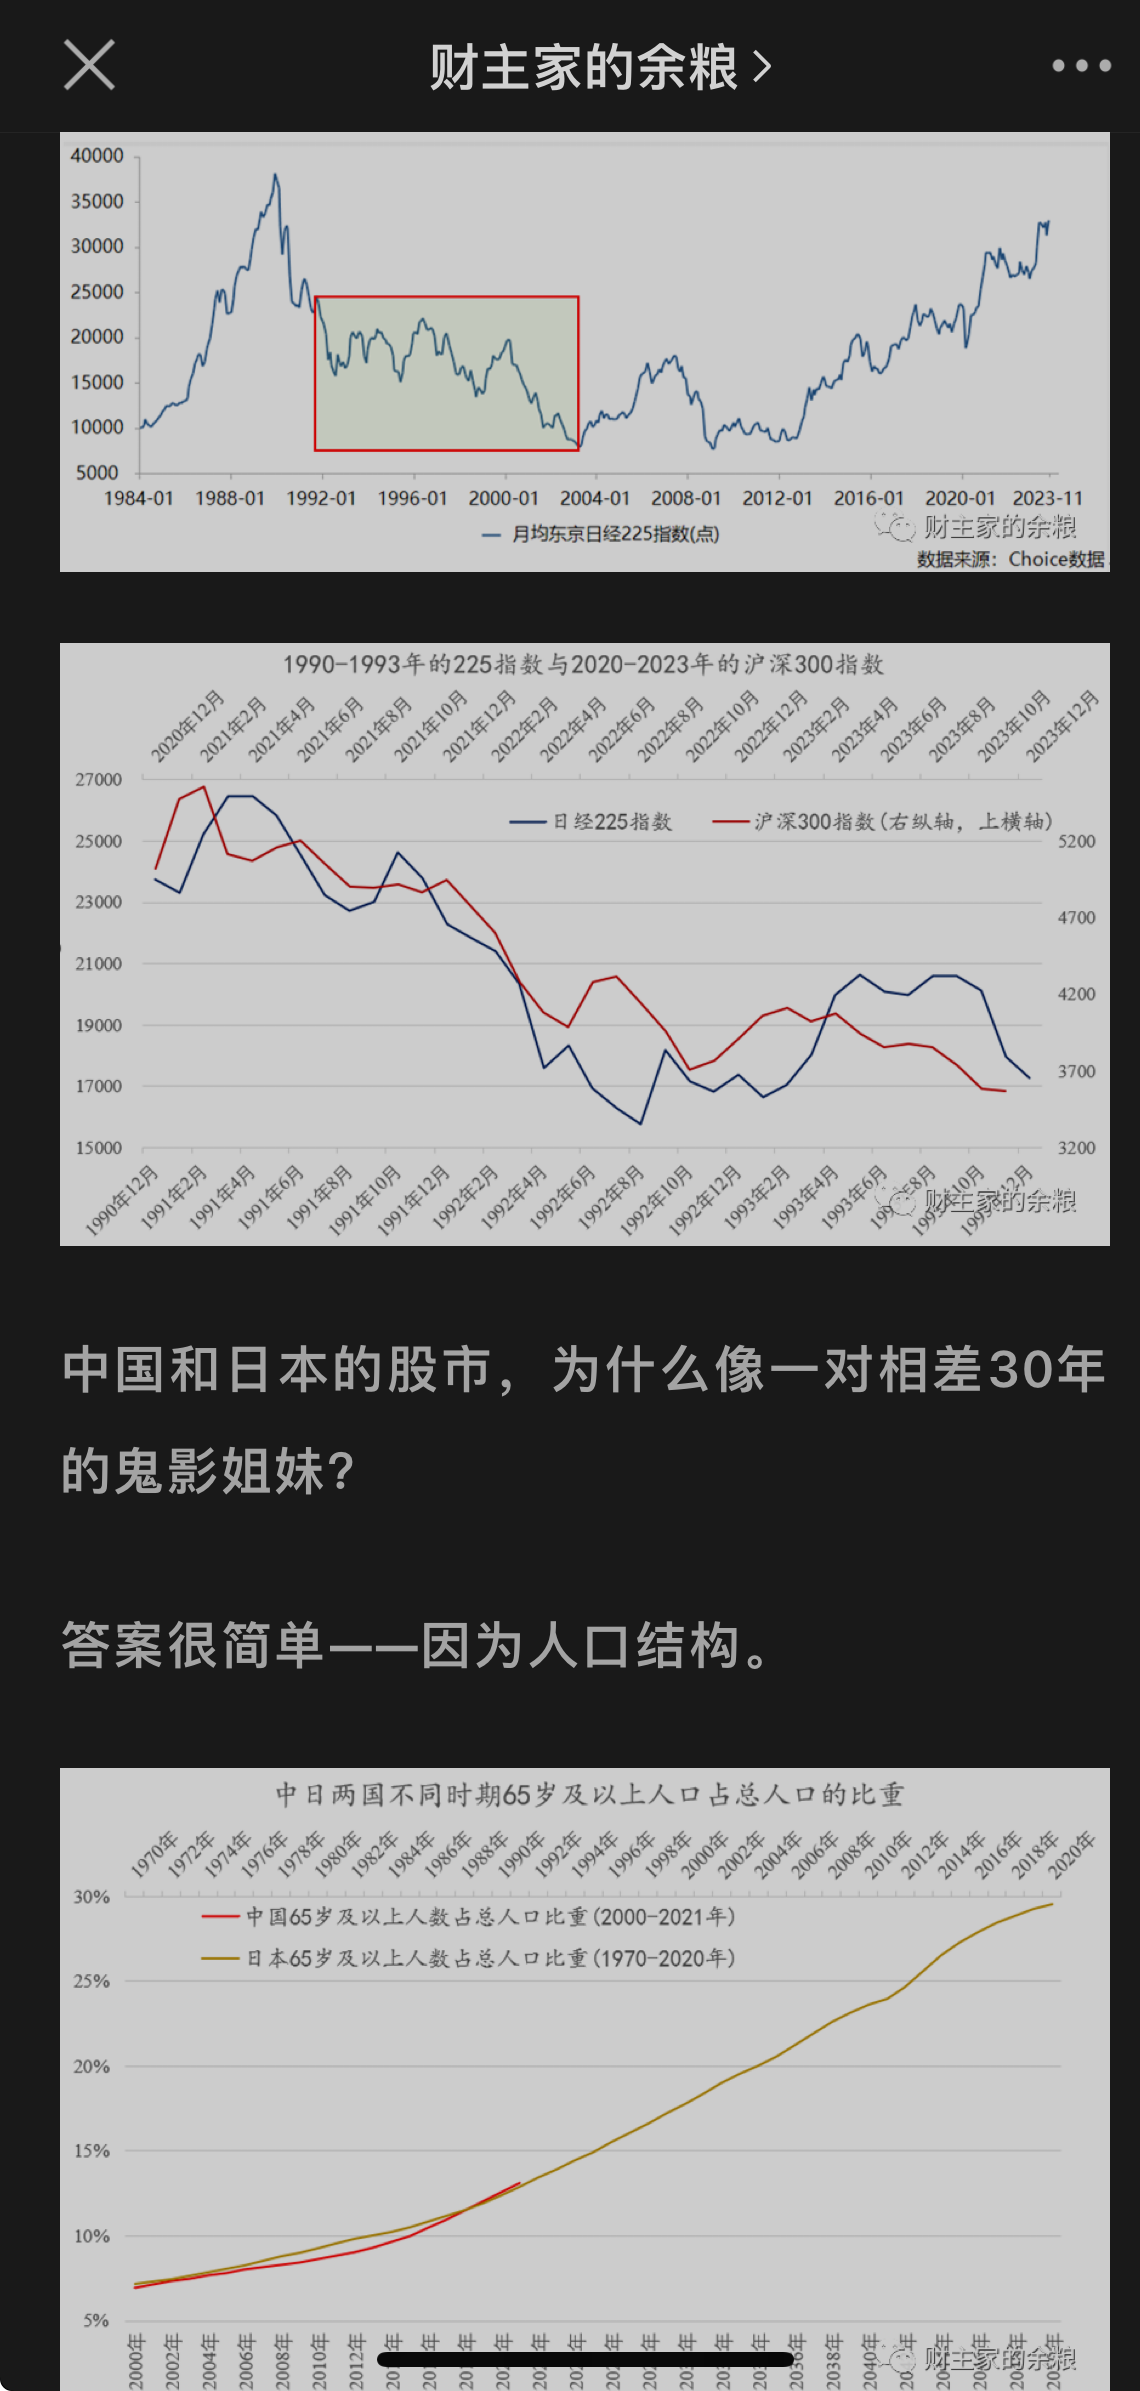 财主家的余粮
40000
35000
30000
25000
20000
15000
10000
5000
1984-01 1988-01 1992-01 1996-01 2000-01 2004-01 2008-01 2012-01 2016-01 2020-01 2023-11
月均东京日经225指数(点)
财主家的余粮
数据来源：Choice数据
1990-1993年的225指数与2020-2023年的沪深300指数
2020年12月 2021年2月 2021年4月 2021年6月 2021年8月 2021年10月 2021年12月 2022年2月 2022年4月 2022年6月 2022年8月 2022年10月 2022年12月 2023年2月 2023年4月 2023年6月 2023年8月 2023年10月 2023年12月
27000
日经225指数 沪深300指数(右纵轴，上横轴)
25000 5200
23000
4700
21000
4200
19000
3700
17000
15000 3200
1990年12月 1991年2月 1991年4月 1991年6月 1991年8月 1991年10月 1991年12月 1992年2月 1992年4月 1992年6月 1992年8月 1992年10月 1992年12月 1993年2月 1993年4月 1993年6月
财主家的余粮
中国和日本的股市，为什么像一对相差30年
的鬼影姐妹？
答案很简单——因为人口结构。
中日两国不同时期65岁及以上人口占总人口的比重
1970年 1972年 1974年 1976年 1978年 1980年 1982年 1984年 1986年 1988年 1990年 1992年 1994年 1996年 1998年 2000年 2002年 2004年 2006年 2008年 2010年 2012年 2014年 2016年 2018年 2020年
30%
中国65岁及以上人数占总人口比重(2000-2021年)
日本65岁及以上人数占总人口比重(1970-2020年)
25%
20%
15%
10%
5%
2000年 2002年 2004年 2006年 2008年 2010年 2012年 2038年
财主家的余粮